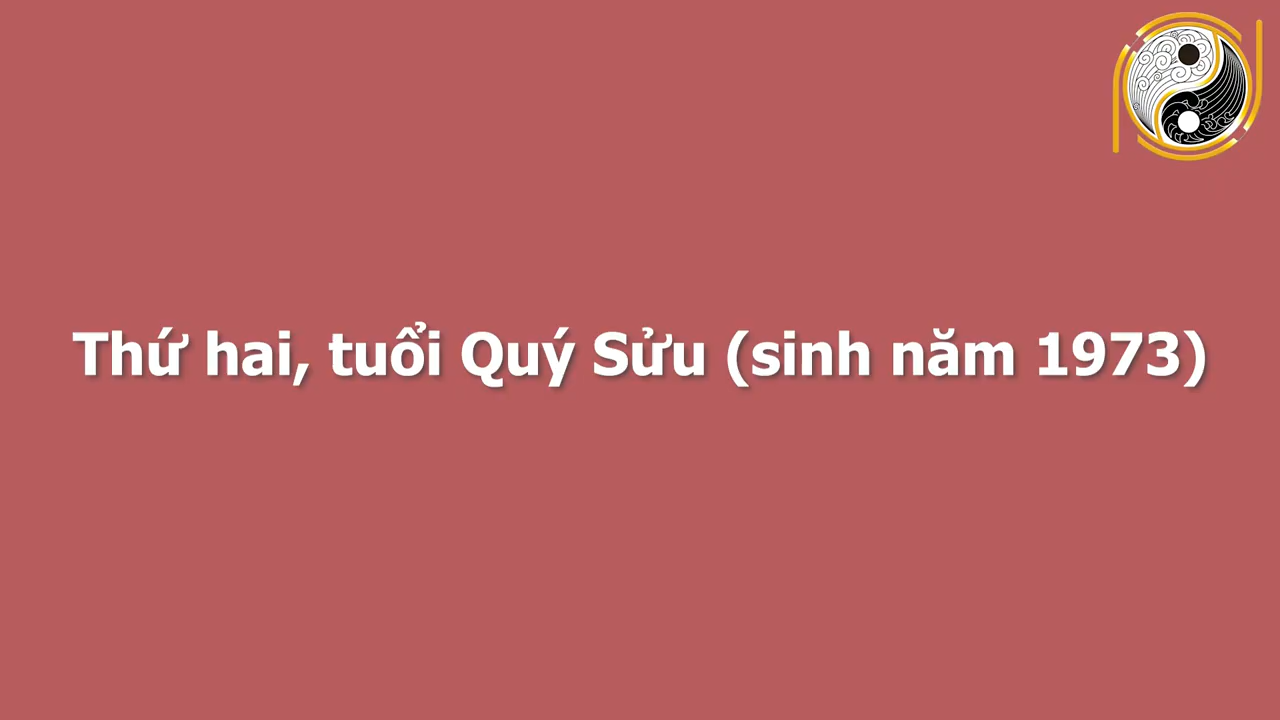 Thứ hai, tuổi Quý Sửu (sinh năm 1973)